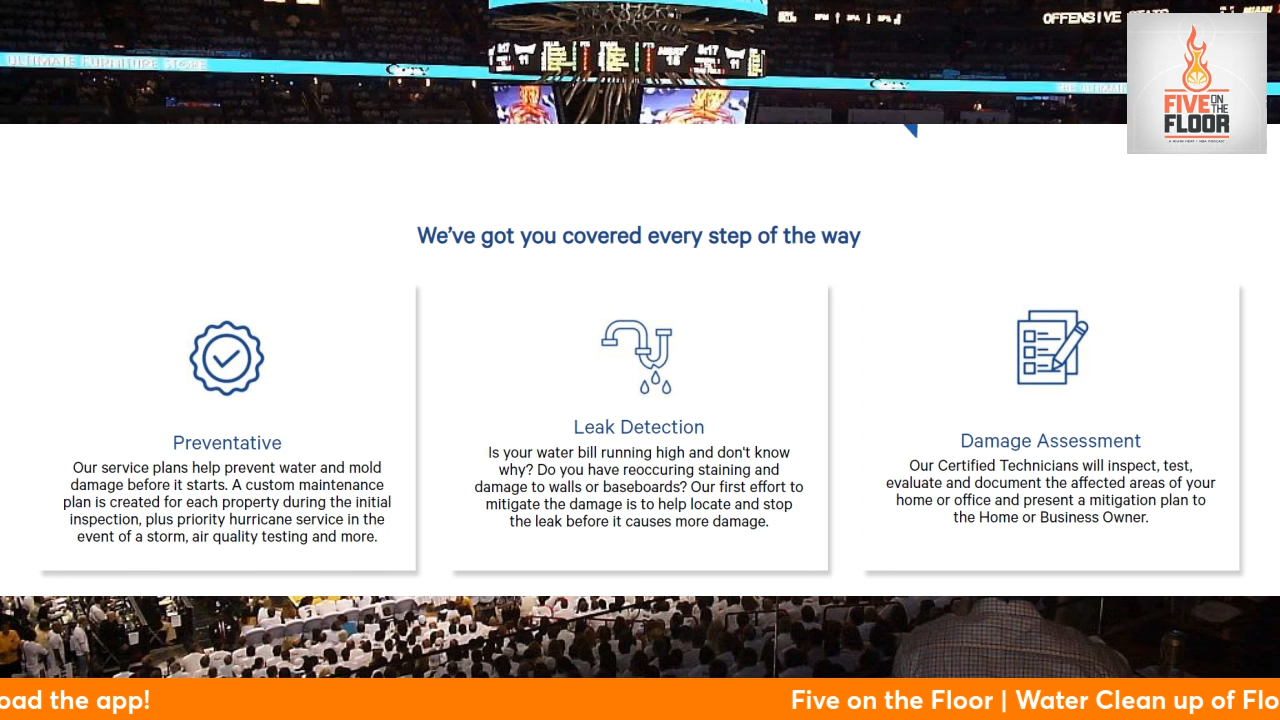 OFFENSIVE STATS
ULTIMATE FURNITURE STORE
FIVE ON THE FLOOR
A MIAMI HEAT / NBA PODCAST
We've got you covered every step of the way
Preventative
Our service plans help prevent water and mold
damage before it starts. A custom maintenance
plan is created for each property during the initial
inspection, plus priority hurricane service in the
event of a storm, air quality testing and more.
Leak Detection
Is your water bill running high and don't know
why? Do you have reoccuring staining and
damage to walls or baseboards? Our first effort to
mitigate the damage is to help locate and stop
the leak before it causes more damage.
Damage Assessment
Our Certified Technicians will inspect, test,
evaluate and document the affected areas of your
home or office and present a mitigation plan to
the Home or Business Owner.
oad the app!
Five on the Floor | Water Clean up of Flo